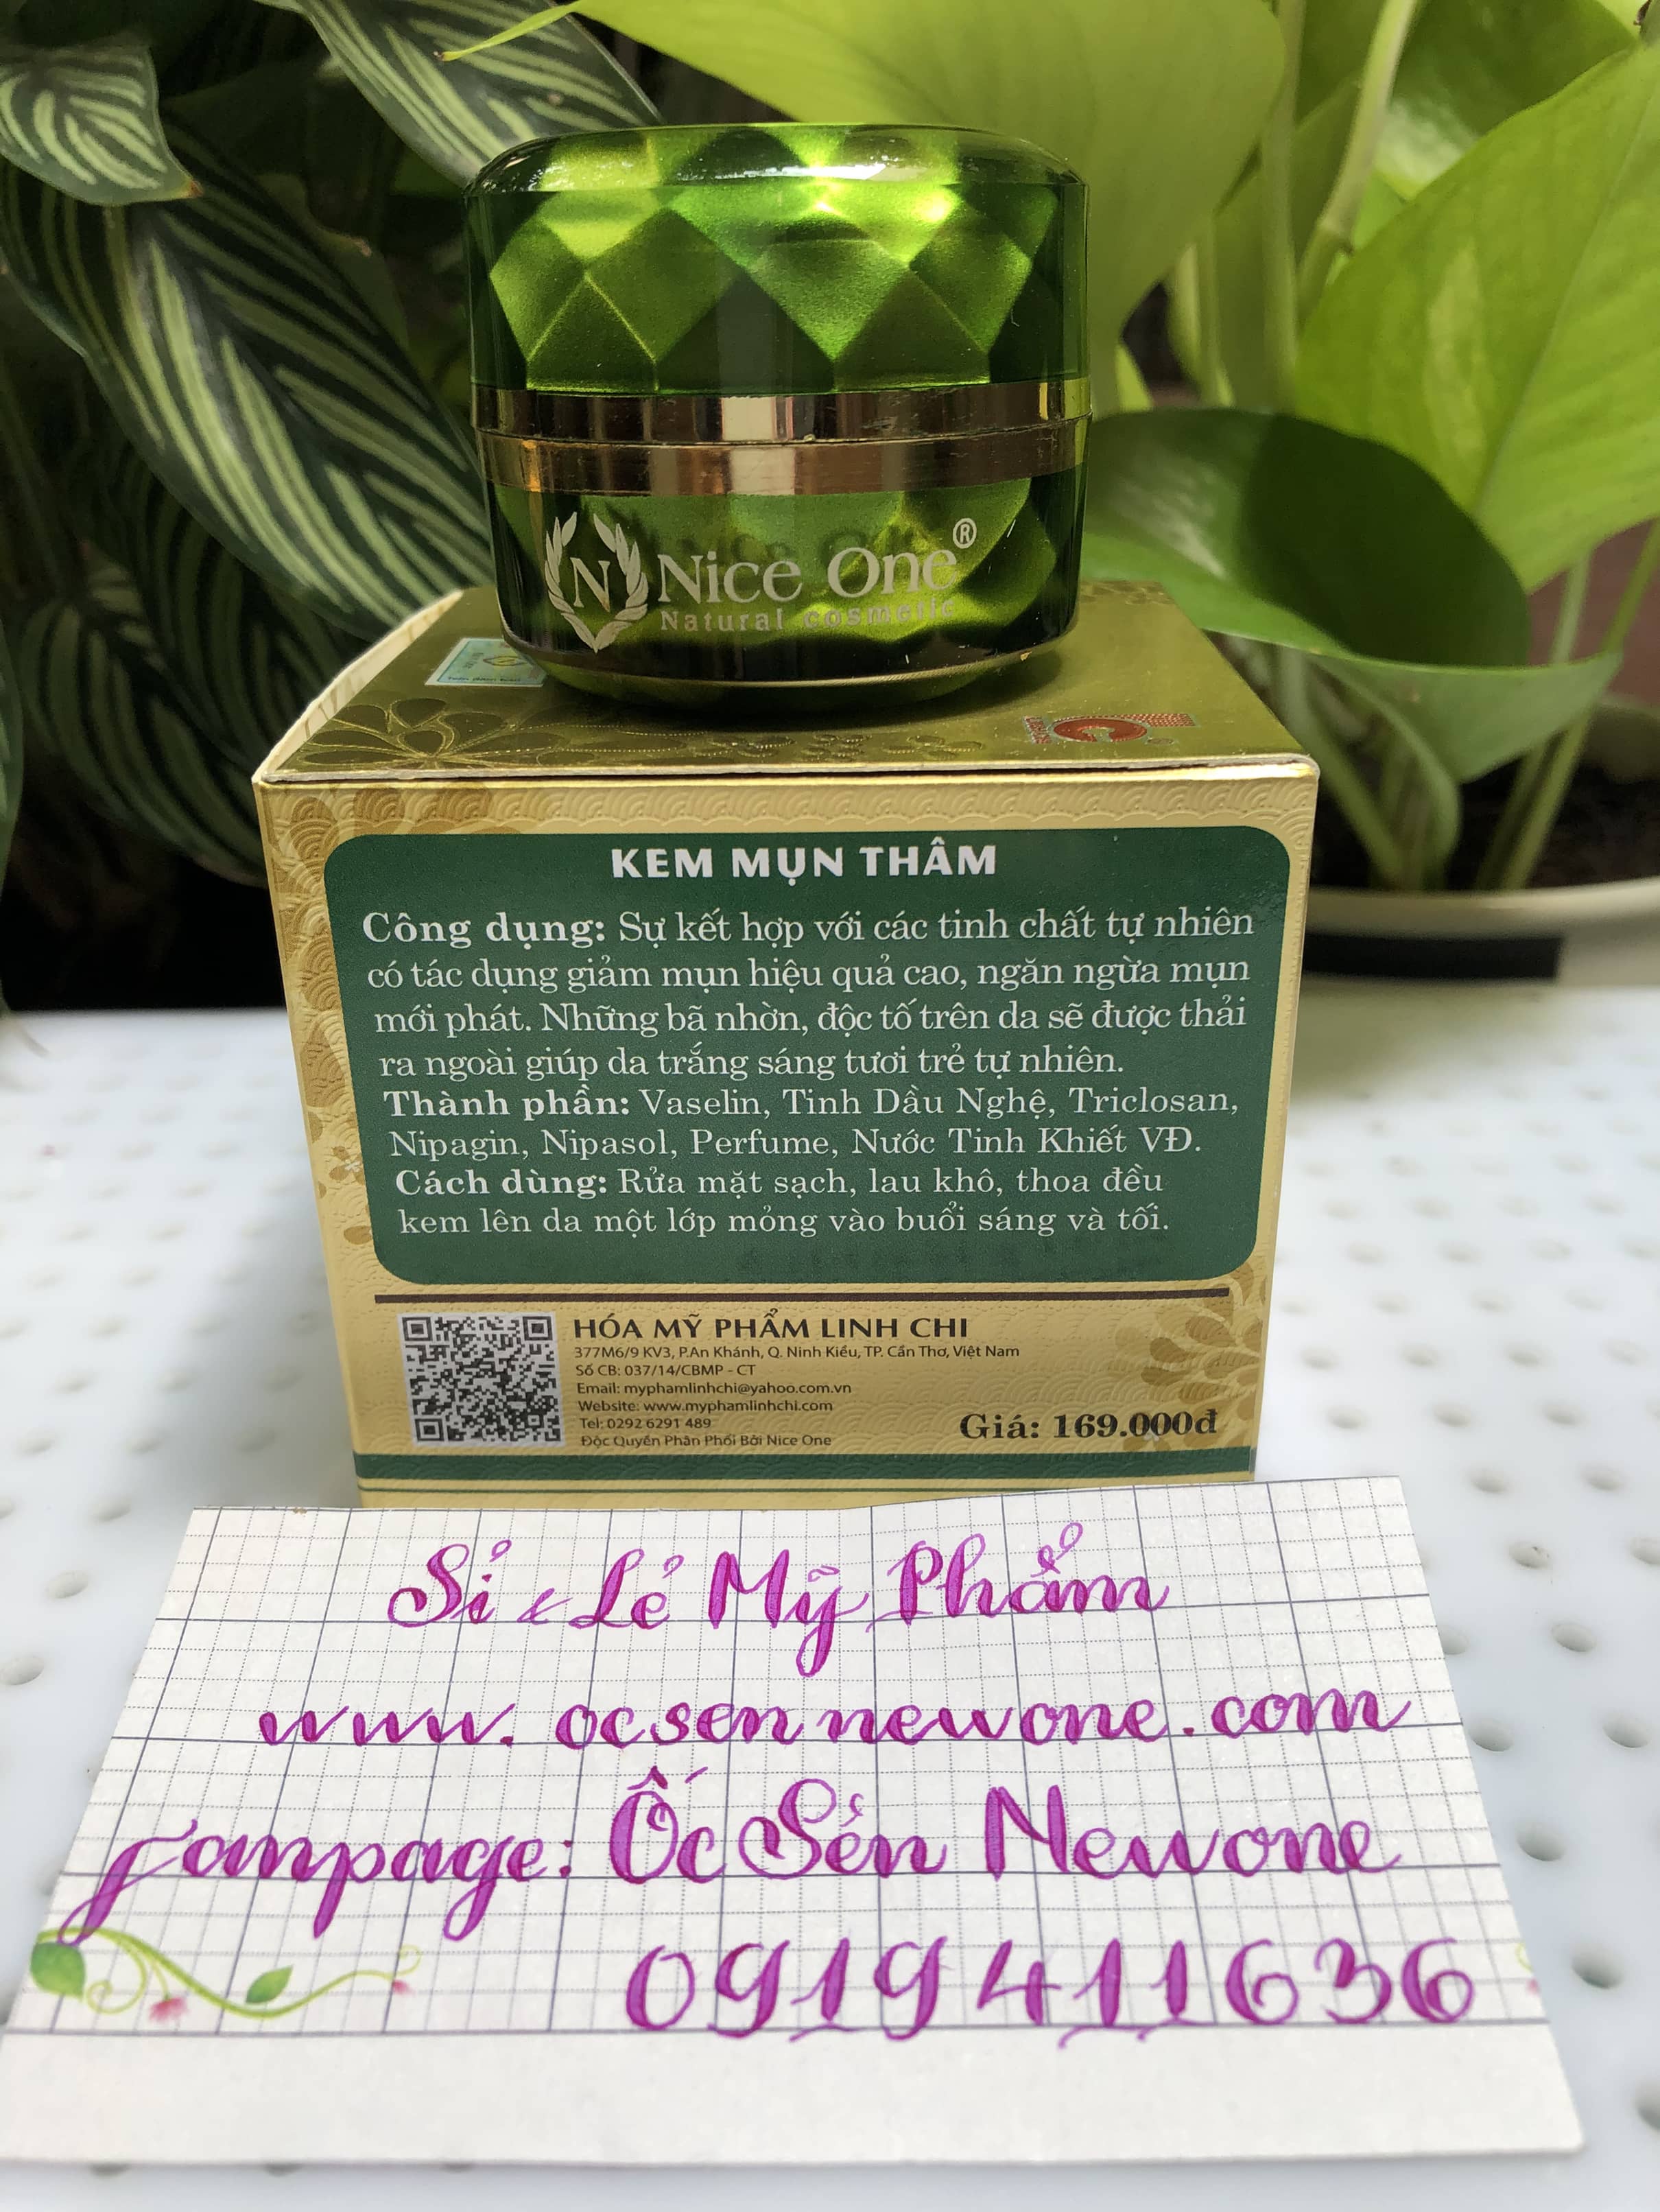 N Nice One®
Natural cosmetic
KEM MỤN THÂM
Công dụng: Sự kết hợp với các tinh chất tự nhiên
có tác dụng giảm mụn hiệu quả cao, ngăn ngừa mụn
mới phát. Những bã nhờn, độc tố trên da sẽ được thải
ra ngoài giúp da trắng sáng tươi trẻ tự nhiên.
Thành phần: Vaselin, Tinh Dầu Nghệ, Triclosan,
Nipagin, Nipasol, Perfume, Nước Tinh Khiết VĐ.
Cách dùng: Rửa mặt sạch, lau khô, thoa đều
kem lên da một lớp mỏng vào buổi sáng và tối.
HÓA MỸ PHẨM LINH CHI
377M6/9 KV3, P.An Khánh, Q. Ninh Kiều, TP. Cần Thơ, Việt Nam
Số CB: 037/14/CBMP - CT
Email: myphamlinhchi@yahoo.com.vn
Website: www.myphamlinhchi.com
Tel: 0292 6291 489
Độc Quyền Phân Phối Bởi Nice One
Giá: 169.000đ
Sỉ & Lẻ Mỹ Phẩm
www.ocsennewone.com
fanpage: Ốc Sên Newone
0919 411636